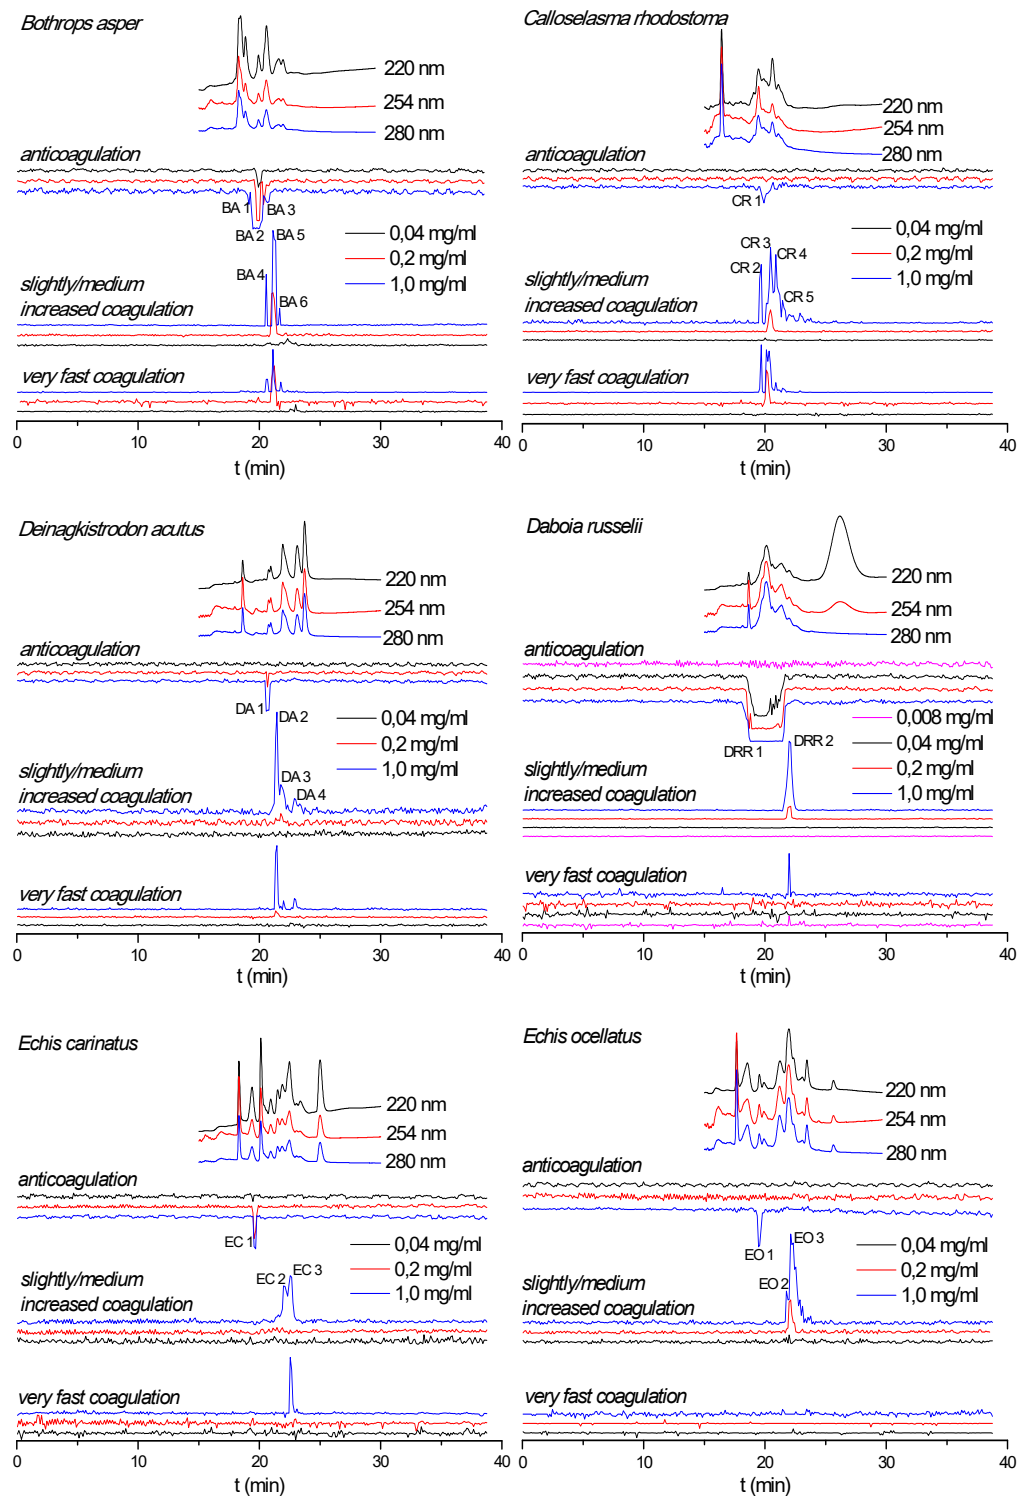 Bothrops asper
220 nm
254 nm
280 nm
anticoagulation
BA 1
BA 3
BA 2
BA 5
0,04 mg/ml
0,2 mg/ml
1,0 mg/ml
BA 4
BA 6
slightly/medium
increased coagulation
very fast coagulation
0 10 20 30 40
t (min)
Calloselasma rhodostoma
220 nm
254 nm
280 nm
anticoagulation
CR 1
0,04 mg/ml
0,2 mg/ml
1,0 mg/ml
CR 3
CR 4
CR 2
CR 5
slightly/medium
increased coagulation
very fast coagulation
0 10 20 30 40
t (min)
Deinagkistrodon acutus
220 nm
254 nm
280 nm
anticoagulation
DA 1
DA 2
0,04 mg/ml
0,2 mg/ml
1,0 mg/ml
DA 3
DA 4
slightly/medium
increased coagulation
very fast coagulation
0 10 20 30 40
t (min)
Daboia russelii
220 nm
254 nm
280 nm
anticoagulation
DRR 1
DRR 2
0,008 mg/ml
0,04 mg/ml
0,2 mg/ml
1,0 mg/ml
slightly/medium
increased coagulation
very fast coagulation
0 10 20 30 40
t (min)
Echis carinatus
220 nm
254 nm
280 nm
anticoagulation
EC 1
0,04 mg/ml
0,2 mg/ml
1,0 mg/ml
EC 2
EC 3
slightly/medium
increased coagulation
very fast coagulation
0 10 20 30 40
t (min)
Echis ocellatus
220 nm
254 nm
280 nm
anticoagulation
EO 1
EO 3
0,04 mg/ml
0,2 mg/ml
1,0 mg/ml
EO 2
slightly/medium
increased coagulation
very fast coagulation
0 10 20 30 40
t (min)